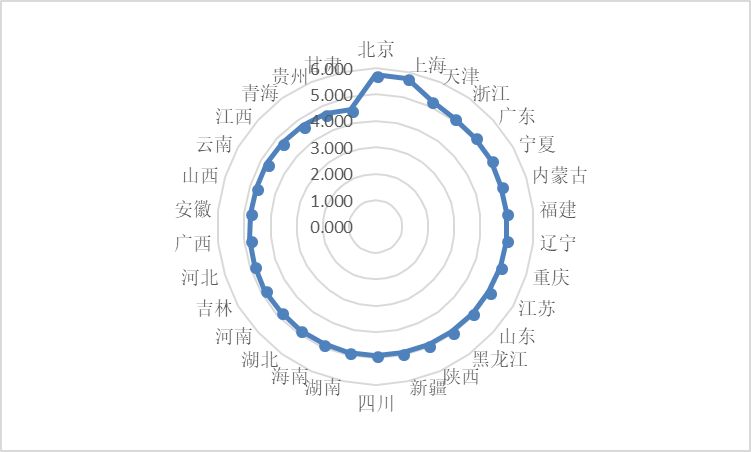 北京
上海
天津
浙江
广东
宁夏
内蒙古
福建
辽宁
重庆
江苏
山东
黑龙江
陕西
新疆
四川
湖南
海南
湖北
河南
吉林
河北
广西
安徽
山西
云南
江西
青海
贵州
甘肃
6.000
5.000
4.000
3.000
2.000
1.000
0.000